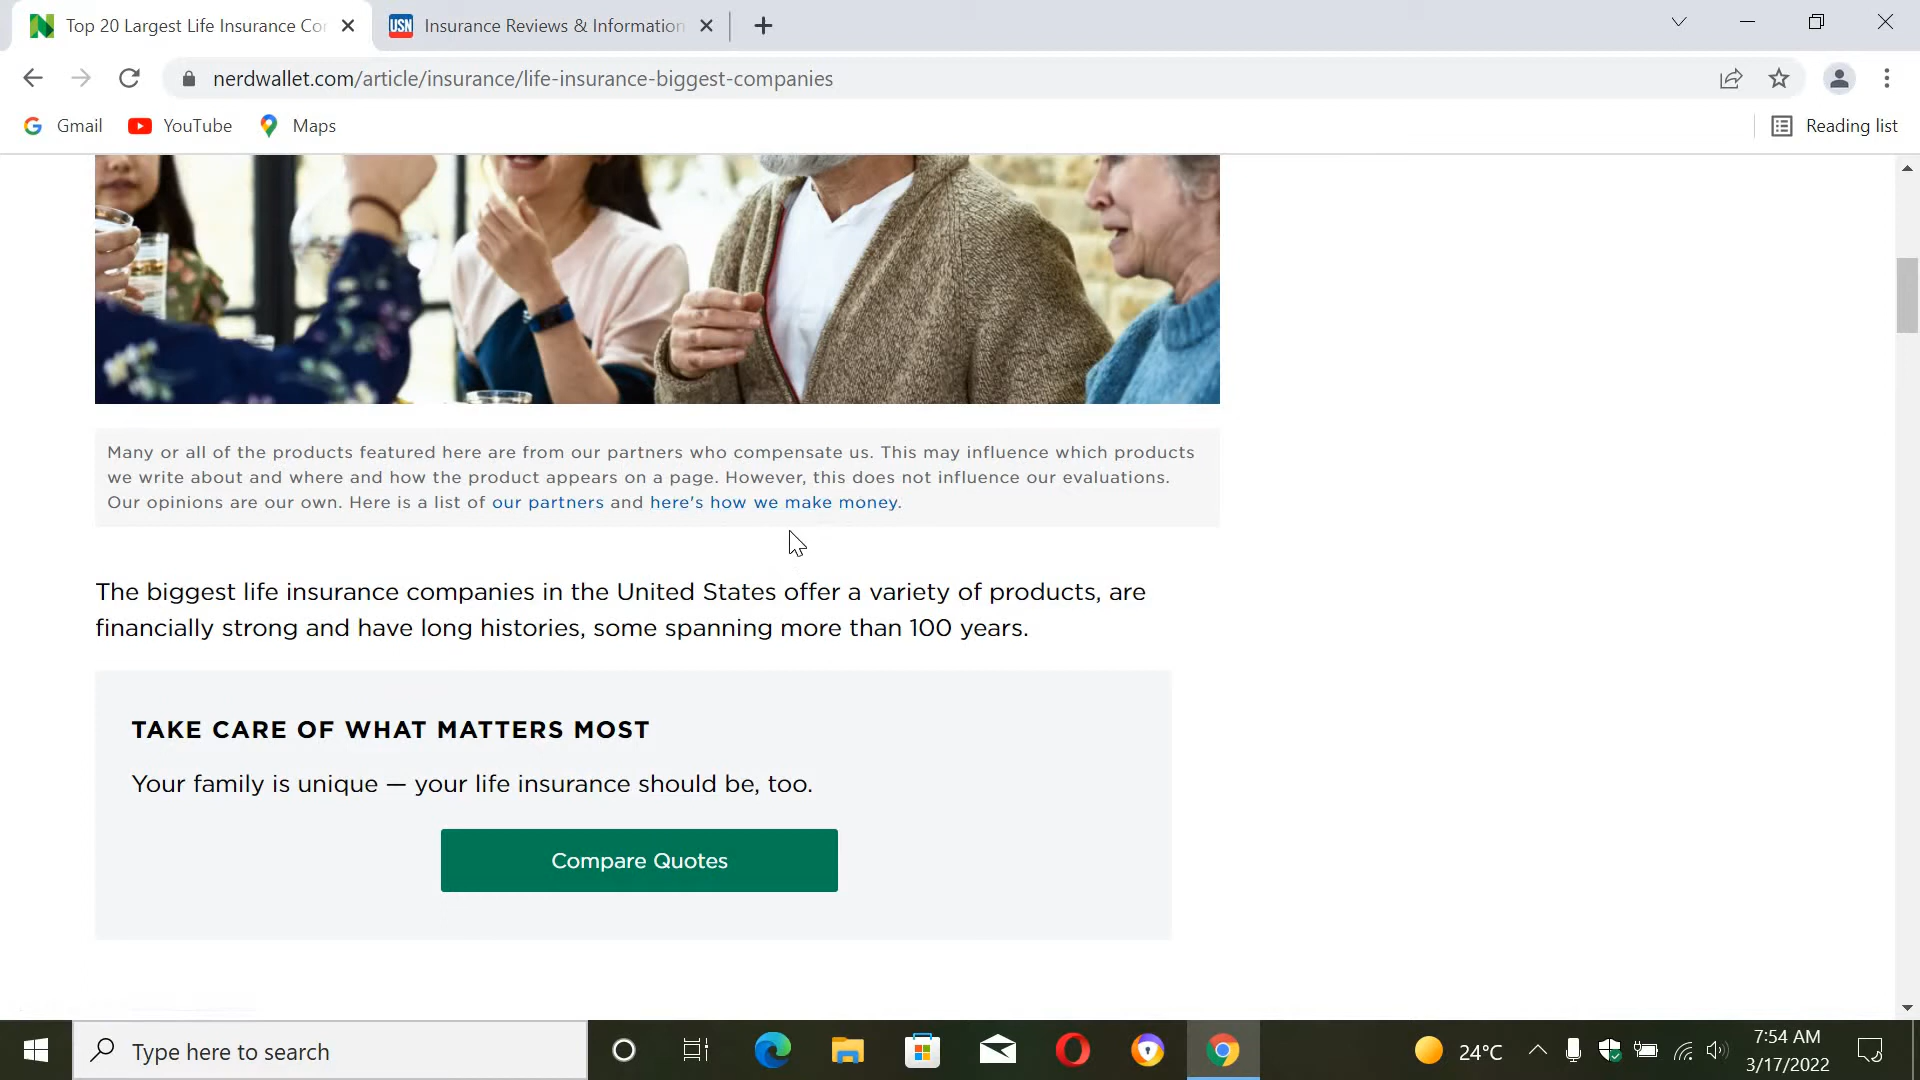 Top 20 Largest Life Insurance Co
USN
Insurance Reviews & Information
nerdwallet.com/article/insurance/life-insurance-biggest-companies
Gmail
YouTube
Maps
Reading list
Many or all of the products featured here are from our partners who compensate us. This may influence which products
we write about and where and how the product appears on a page. However, this does not influence our evaluations.
Our opinions are our own. Here is a list of our partners and here's how we make money.
The biggest life insurance companies in the United States offer a variety of products, are
financially strong and have long histories, some spanning more than 100 years.
TAKE CARE OF WHAT MATTERS MOST
Your family is unique — your life insurance should be, too.
Compare Quotes
Type here to search
24°C
7:54 AM
3/17/2022